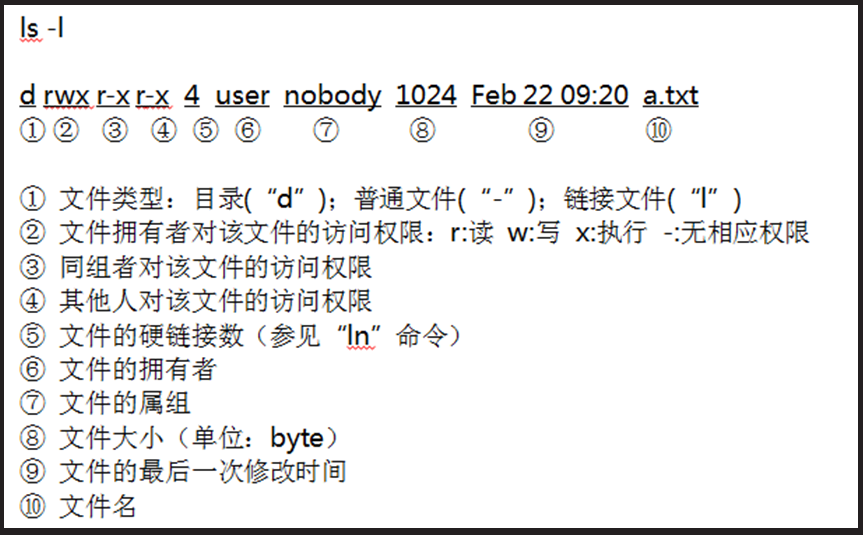 ls -l
d rwx r-x r-x 4 user nobody 1024 Feb 22 09:20 a.txt
① ② ③ ④ ⑤ ⑥ ⑦ ⑧ ⑨ ⑩
① 文件类型：目录(“d”)；普通文件(“-”)；链接文件(“l”)
② 文件拥有者对该文件的访问权限：r:读 w:写 x:执行 -:无相应权限
③ 同组者对该文件的访问权限
④ 其他人对该文件的访问权限
⑤ 文件的硬链接数（参见“ln”命令）
⑥ 文件的拥有者
⑦ 文件的属组
⑧ 文件大小（单位：byte）
⑨ 文件的最后一次修改时间
⑩ 文件名